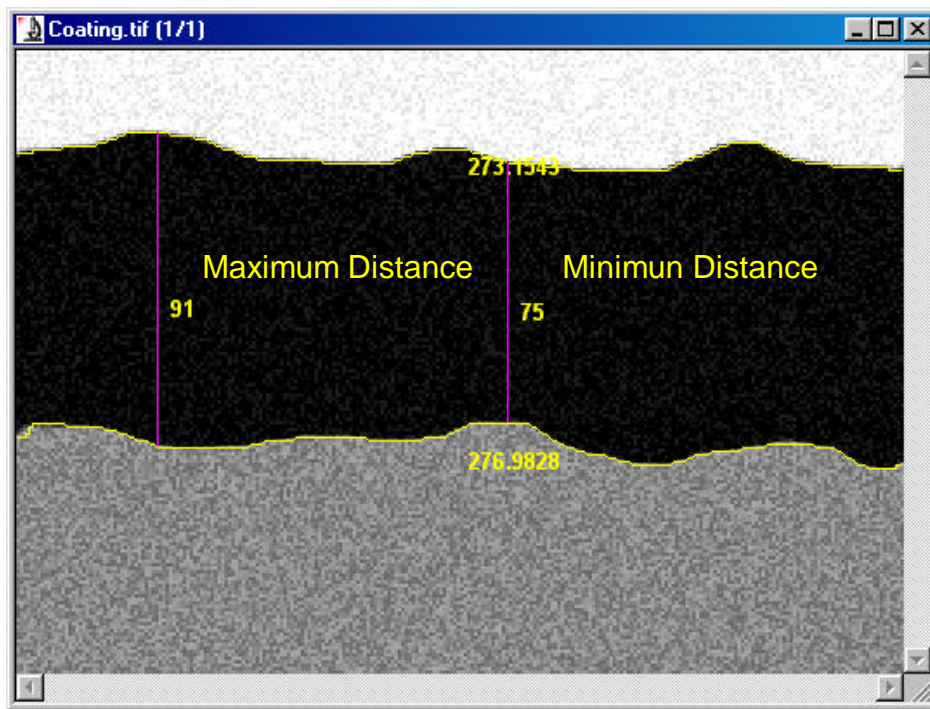 Coating.tif (1/1)
273.1543
Maximum Distance
Minimun Distance
91
75
276.9828